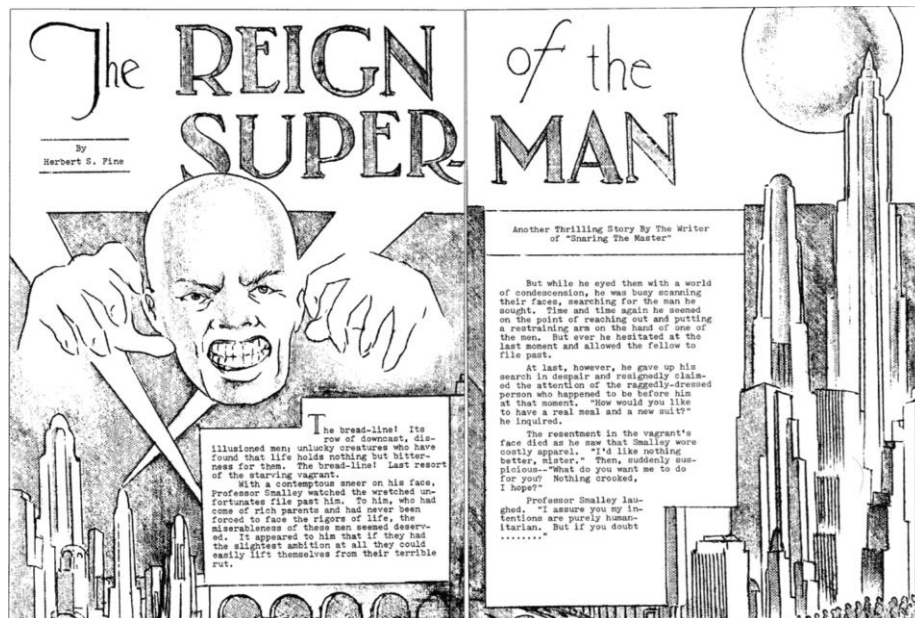 The REIGN of the
SUPER-MAN
By
Herbert S. Fine
The bread-line! Its
row of downcast, dis-
illusioned men; unlucky creatures who have
found that life holds nothing but bitter-
ness for them. The bread-line! Last resort
of the starving vagrant.
With a contemptous sneer on his face,
Professor Smalley watched the wretched un-
fortunates file past him. To him, who had
come of rich parents and had never been
forced to face the rigors of life, the
miserableness of these men seemed deserv-
ed. It appeared to him that if they had
the slightest ambition at all they could
easily lift themselves from their terrible
rut.
Another Thrilling Story By The Writer
of "Snaring The Master"
But while he eyed them with a world
of condescension, he was busy scanning
their faces, searching for the man he
sought. Time and time again he seemed
on the point of reaching out and putting
a restraining arm on the hand of one of
the men. But ever he hesitated at the
last moment and allowed the fellow to
file past.
At last, however, he gave up his
search in despair and resignedly claim-
ed the attention of the raggedly-dressed
person who happened to be before him
at that moment. "How would you like
to have a real meal and a new suit?"
he inquired.
The resentment in the vagrant's
face died as he saw that Smalley wore
costly apparel. "I'd like nothing
better, mister." Then, suddenly sus-
picious--"What do you want me to do
for you? Nothing crooked,
I hope?"
Professor Smalley lau-
ghed. "I assure you my in-
tentions are purely human-
itarian. But if you doubt
........"